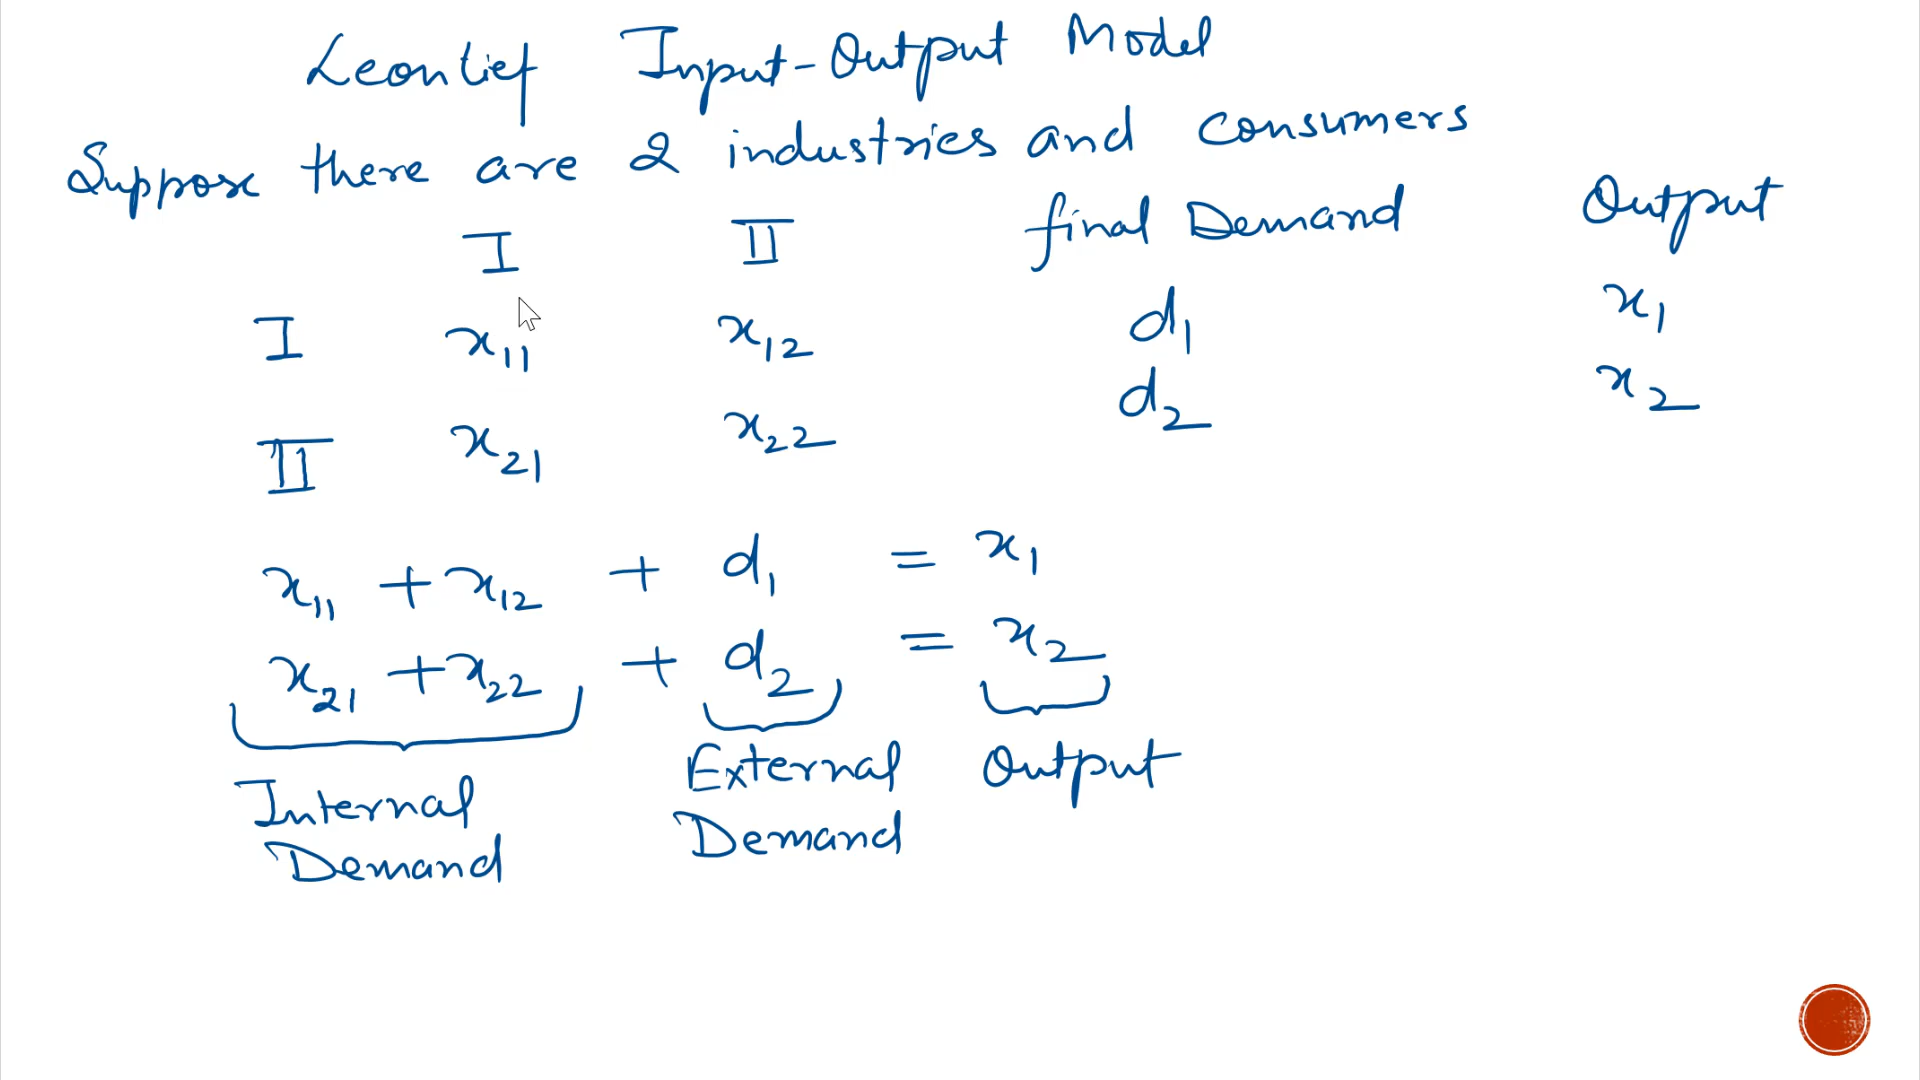 Leontief Input-Output Model
Suppose there are 2 industries and consumers
I II final Demand Output
I x11 x12 d1 x1
II x21 x22 d2 x2
x11 + x12 + d1 = x1
x21 + x22 + d2 = x2
Internal Demand External Demand Output